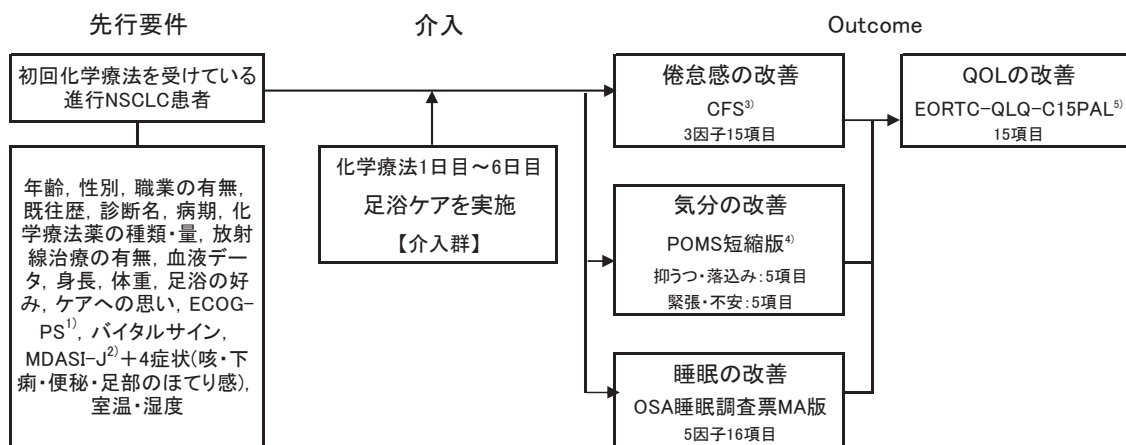 先行要件
介入
Outcome
初回化学療法を受けている
進行NSCLC患者
年齢, 性別, 職業の有無,
既往歴, 診断名, 病期, 化
学療法薬の種類・量, 放射
線治療の有無, 血液デー
タ, 身長, 体重, 足浴の好
み, ケアへの思い, ECOG-
PS1), バイタルサイン,
MDASI-J2)+4症状(咳・下
痢・便秘・足部のほてり感),
室温・湿度
化学療法1日目～6日目
足浴ケアを実施
【介入群】
倦怠感の改善
CFS3)
3因子15項目
気分の改善
POMS短縮版4)
抑うつ・落込み:5項目
緊張・不安:5項目
睡眠の改善
OSA睡眠調査票MA版
5因子16項目
QOLの改善
EORTC-QLQ-C15PAL5)
15項目